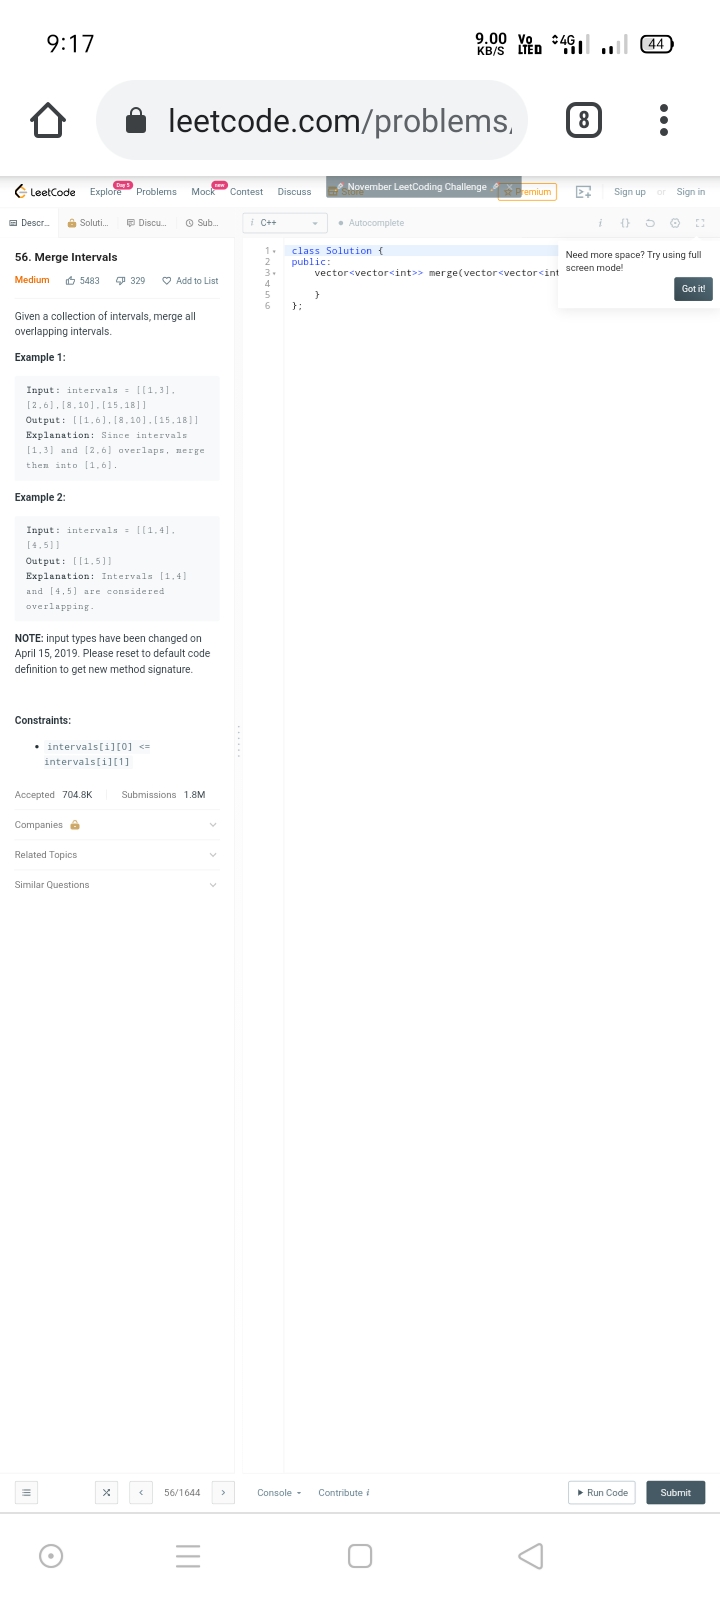 9:17
9.00 KB/S
Vo LTED
4G
44
leetcode.com/problems
8
LeetCode
Explore
Day 5
Problems
Mock
new
Contest
Discuss
November LeetCoding Challenge
Premium
Sign up
or
Sign in
Descr...
Soluti...
Discu...
Sub...
i
C++
Autocomplete
i
{}
56. Merge Intervals
Medium
5483
329
Add to List
Given a collection of intervals, merge all
overlapping intervals.
Example 1:
Input: intervals = [[1,3],
[2,6],[8,10],[15,18]]
Output: [[1,6],[8,10],[15,18]]
Explanation: Since intervals
[1,3] and [2,6] overlaps, merge
them into [1,6].
Example 2:
Input: intervals = [[1,4],
[4,5]]
Output: [[1,5]]
Explanation: Intervals [1,4]
and [4,5] are considered
overlapping.
NOTE: input types have been changed on
April 15, 2019. Please reset to default code
definition to get new method signature.
Constraints:
intervals[i][0] <=
intervals[i][1]
Accepted 704.8K
Submissions 1.8M
Companies
Related Topics
Similar Questions
1 class Solution {
2 public:
3 vector<vector<int>> merge(vector<vector<int
4
5 }
6 };
Need more space? Try using full
screen mode!
Got it!
56/1644
Console
Contribute i
Run Code
Submit